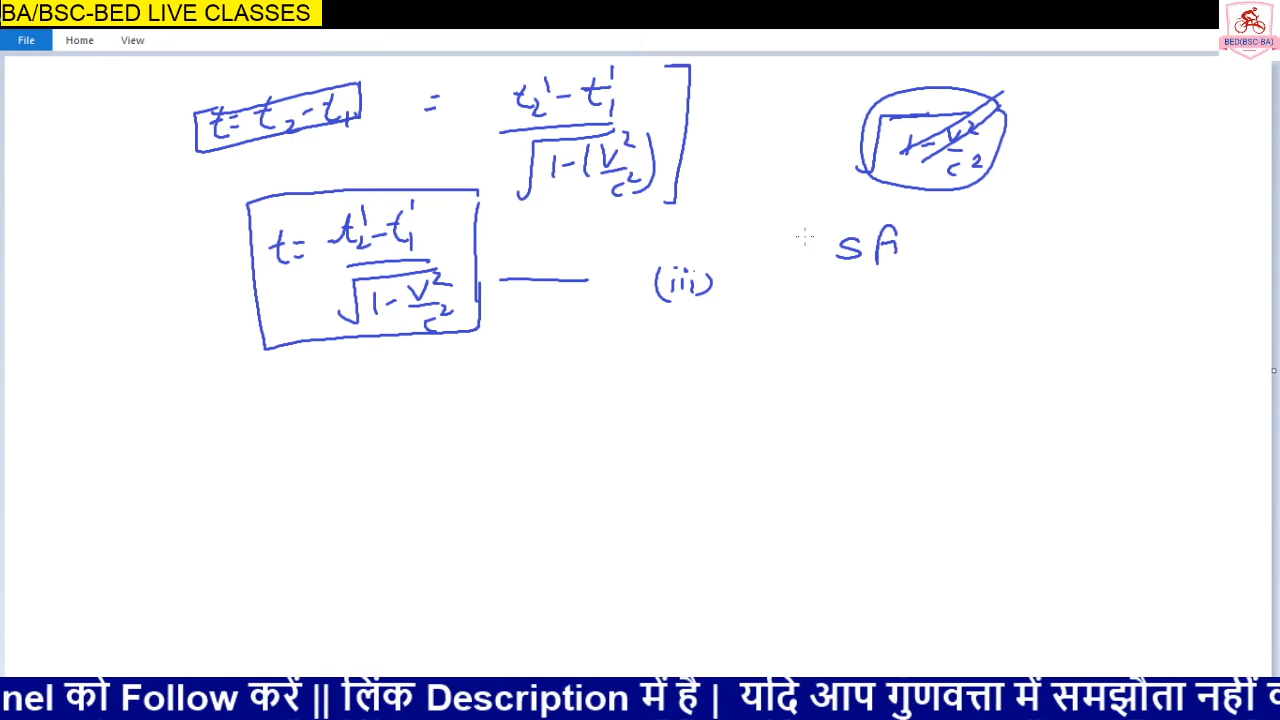 BA/BSC-BED LIVE CLASSES
File Home View
BED(BSC-BA)
t = t₂ - t₁ = (t₂' - t₁') / √(1 - (v²/c²)) ]
√(1 - v²/c²)
t = (t₂' - t₁') / √(1 - v²/c²) ——— (iii)
S A
nel को Follow करें || लिंक Description में है | यदि आप गुणवत्ता में समझौता नहीं